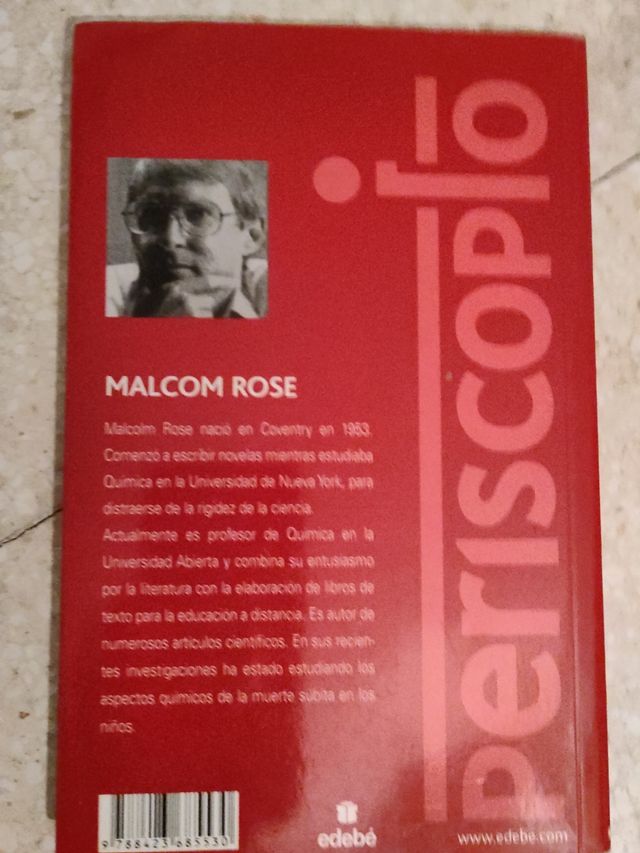 periscopio
MALCOM ROSE
Malcolm Rose nació en Coventry en 1953.
Comenzó a escribir novelas mientras estudiaba
Química en la Universidad de Nueva York, para
distraerse de la rigidez de la ciencia.
Actualmente es profesor de Química en la
Universidad Abierta y combina su entusiasmo
por la literatura con la elaboración de libros de
texto para la educación a distancia. Es autor de
numerosos artículos científicos. En sus recien-
tes investigaciones ha estado estudiando los
aspectos químicos de la muerte súbita en los
niños.
9 788423 685530
edebé
www.edebe.com